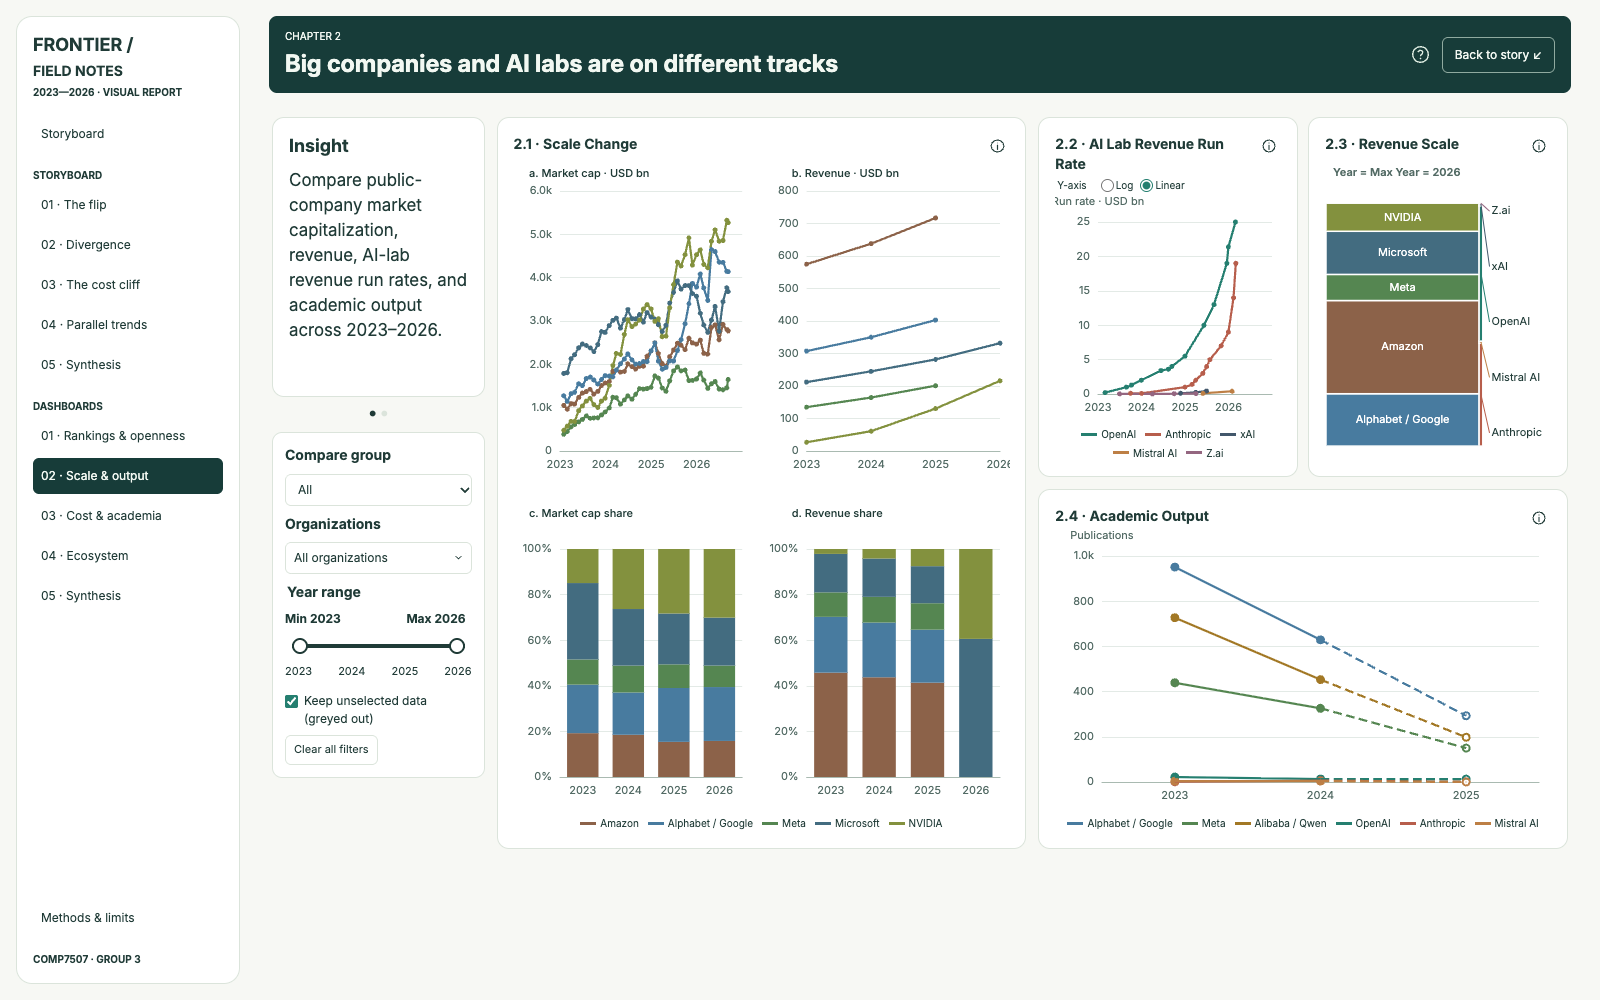 FRONTIER /
FIELD NOTES
2023—2026 · VISUAL REPORT
Storyboard
STORYBOARD
01 · The flip
02 · Divergence
03 · The cost cliff
04 · Parallel trends
05 · Synthesis
DASHBOARDS
01 · Rankings & openness
02 · Scale & output
03 · Cost & academia
04 · Ecosystem
05 · Synthesis
Methods & limits
COMP7507 · GROUP 3
CHAPTER 2
Big companies and AI labs are on different tracks
Back to story ↙
Insight
Compare public-
company market
capitalization,
revenue, AI-lab
revenue run rates, and
academic output
across 2023–2026.
Compare group
All
Organizations
All organizations
Year range
Min 2023 Max 2026
2023 2024 2025 2026
Keep unselected data
(greyed out)
Clear all filters
2.1 · Scale Change
a. Market cap · USD bn
6.0k
5.0k
4.0k
3.0k
2.0k
1.0k
0
2023 2024 2025 2026
b. Revenue · USD bn
800
700
600
500
400
300
200
100
0
2023 2024 2025 2026
c. Market cap share
100%
80%
60%
40%
20%
0%
2023 2024 2025 2026
d. Revenue share
100%
80%
60%
40%
20%
0%
2023 2024 2025 2026
Amazon Alphabet / Google Meta Microsoft NVIDIA
2.2 · AI Lab Revenue Run
Rate
Y-axis Log Linear
Run rate · USD bn
25
20
15
10
5
0
2023 2024 2025 2026
OpenAI Anthropic xAI
Mistral AI Z.ai
2.3 · Revenue Scale
Year = Max Year = 2026
NVIDIA
Microsoft
Meta
Amazon
Alphabet / Google
Z.ai
xAI
OpenAI
Mistral AI
Anthropic
2.4 · Academic Output
Publications
1.0k
800
600
400
200
0
2023 2024 2025
Alphabet / Google Meta Alibaba / Qwen OpenAI Anthropic Mistral AI